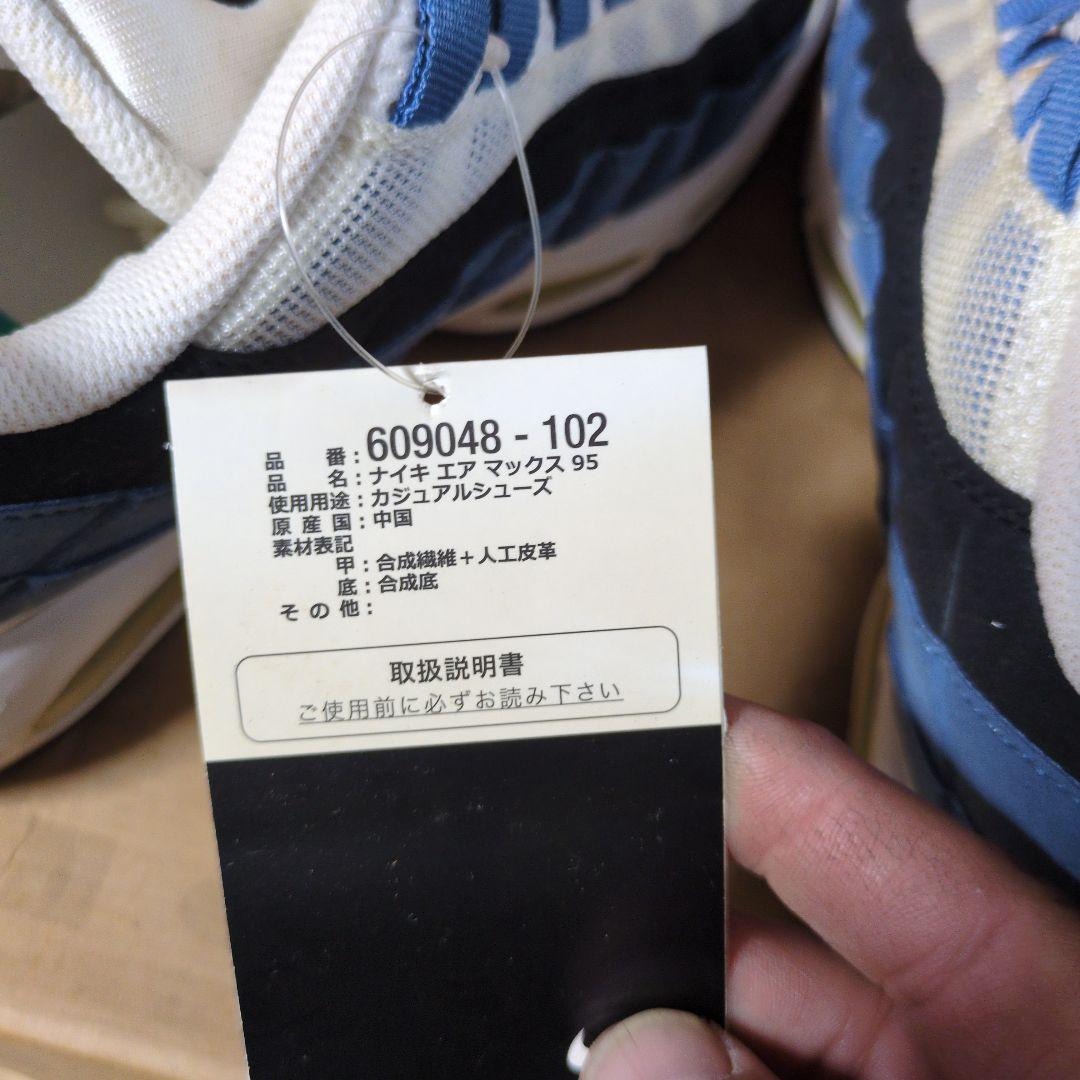 品番：609048 - 102
品名：ナイキ エア マックス 95
使用用途：カジュアルシューズ
原産国：中国
素材表記
甲：合成繊維＋人工皮革
底：合成底
その他：
取扱説明書
ご使用前に必ずお読み下さい